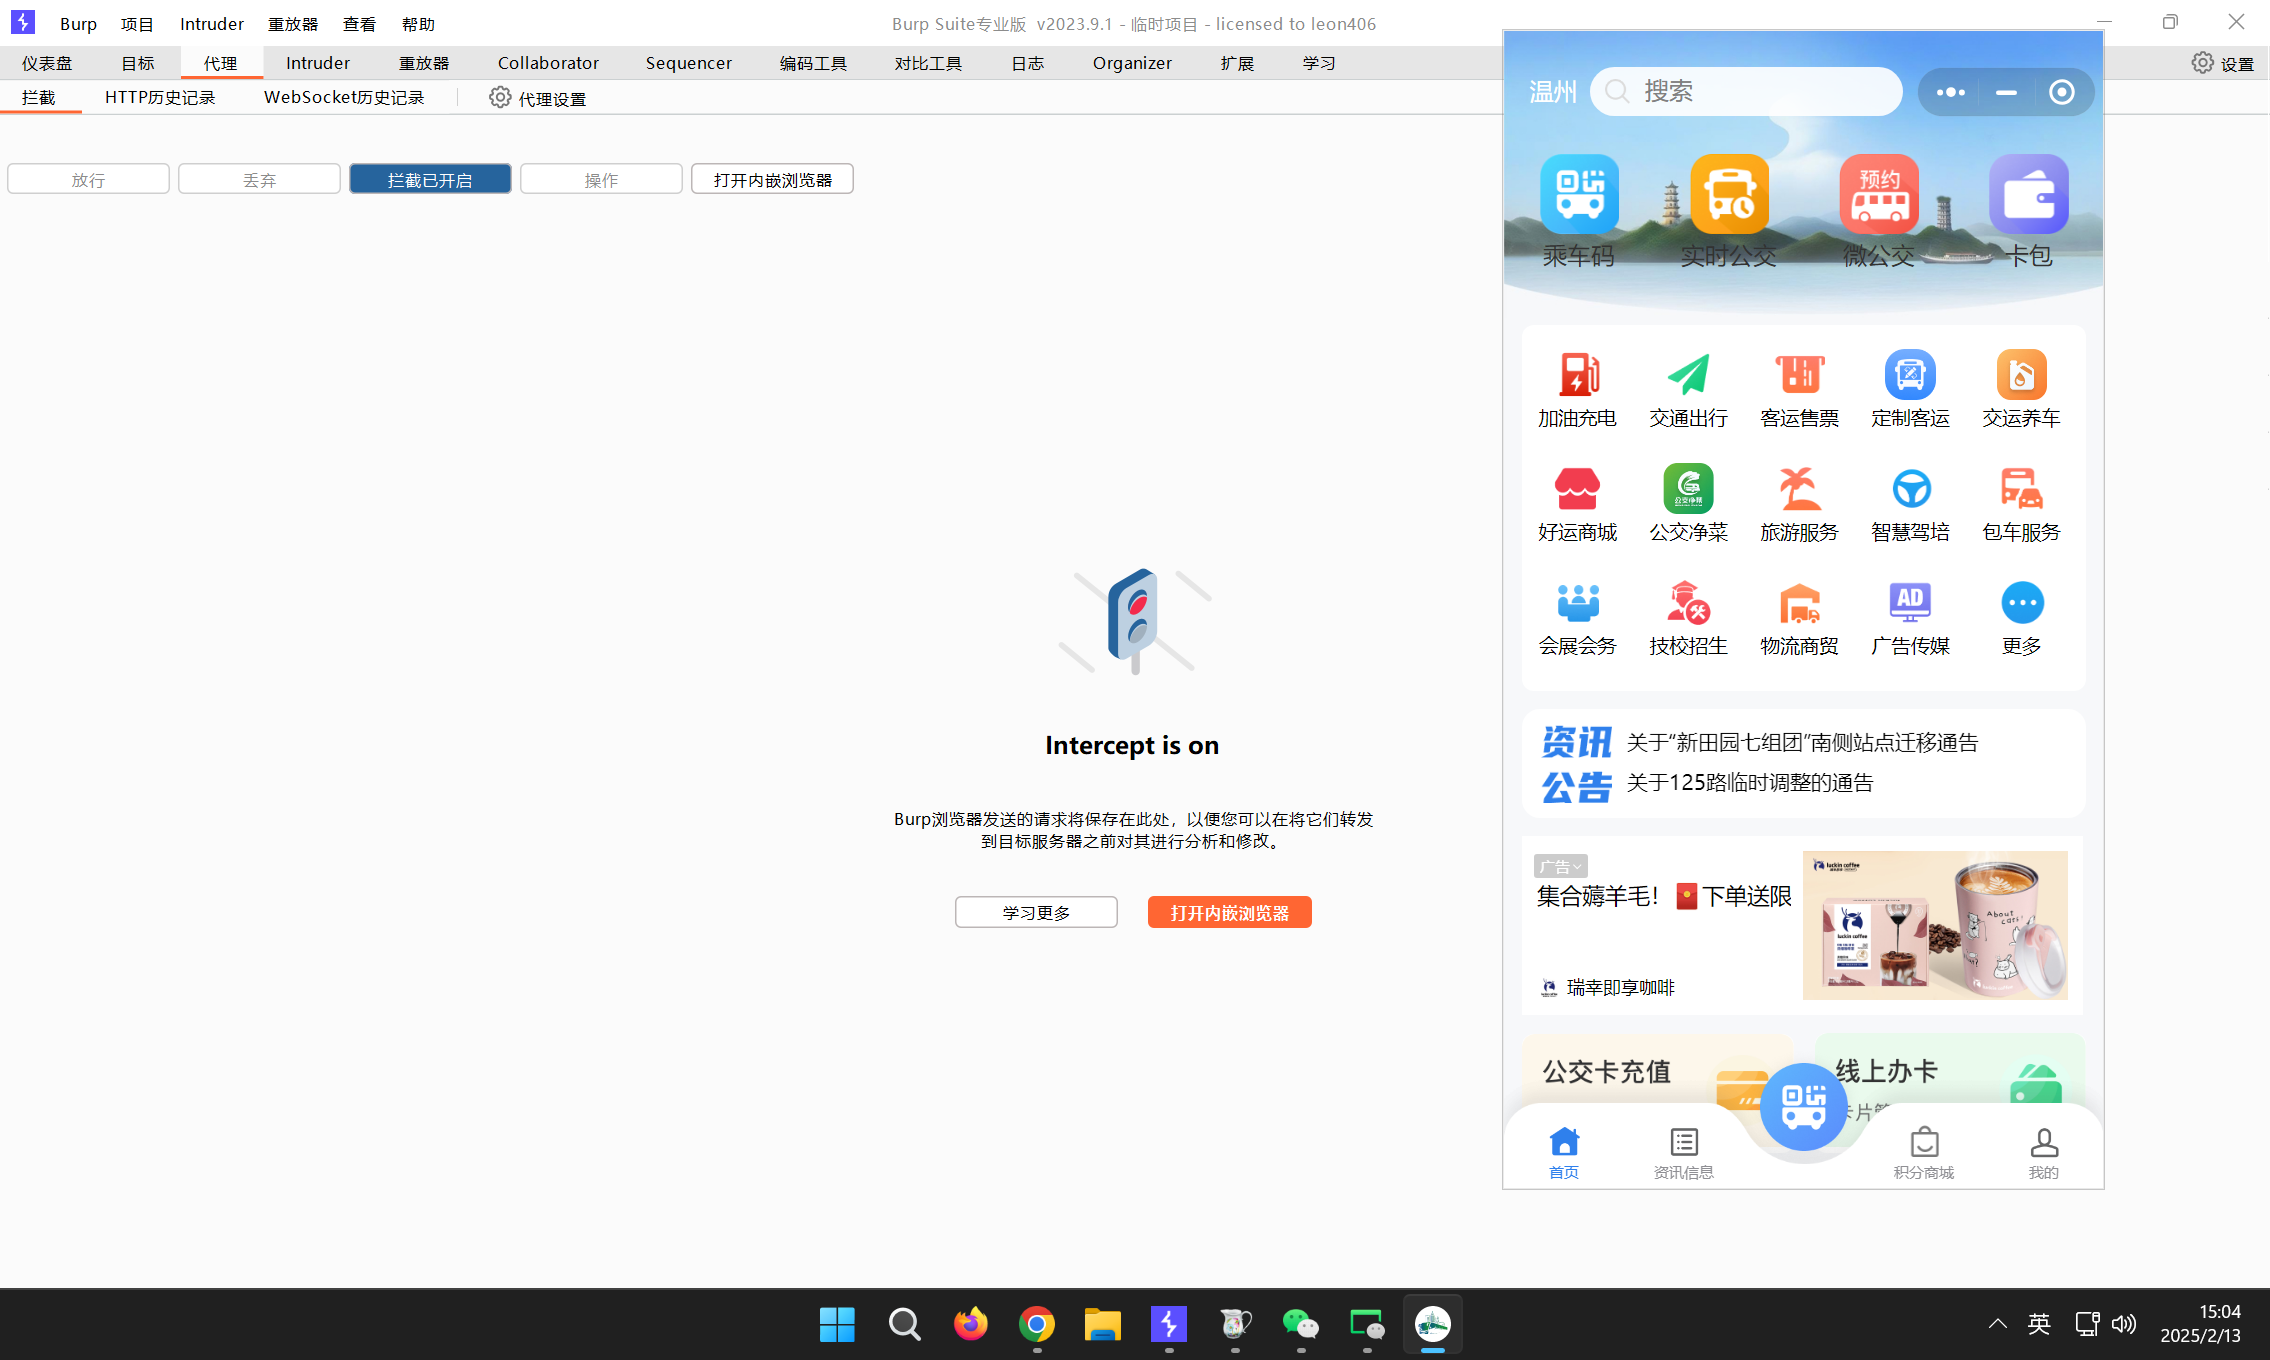 Burp 项目 Intruder 重放器 查看 帮助
Burp Suite专业版 v2023.9.1 - 临时项目 - licensed to leon406
仪表盘 目标 代理 Intruder 重放器 Collaborator Sequencer 编码工具 对比工具 日志 Organizer 扩展 学习 设置
拦截 HTTP历史记录 WebSocket历史记录 代理设置
放行 丢弃 拦截已开启 操作 打开内嵌浏览器
Intercept is on
Burp浏览器发送的请求将保存在此处，以便您可以在将它们转发
到目标服务器之前对其进行分析和修改。
学习更多 打开内嵌浏览器
温州 搜索
预约
乘车码 实时公交 微公交 卡包
加油充电 交通出行 客运售票 定制客运 交运养车
公交净菜
好运商城 公交净菜 旅游服务 智慧驾培 包车服务
AD
会展会务 技校招生 物流商贸 广告传媒 更多
资讯 关于“新田园七组团”南侧站点迁移通告
公告 关于125路临时调整的通告
广告
集合薅羊毛！ 下单送限
瑞幸即享咖啡
luckin coffee
About
cats
luckin coffee
公交卡充值 线上办卡
首页 资讯信息 积分商城 我的
英 15:04
2025/2/13